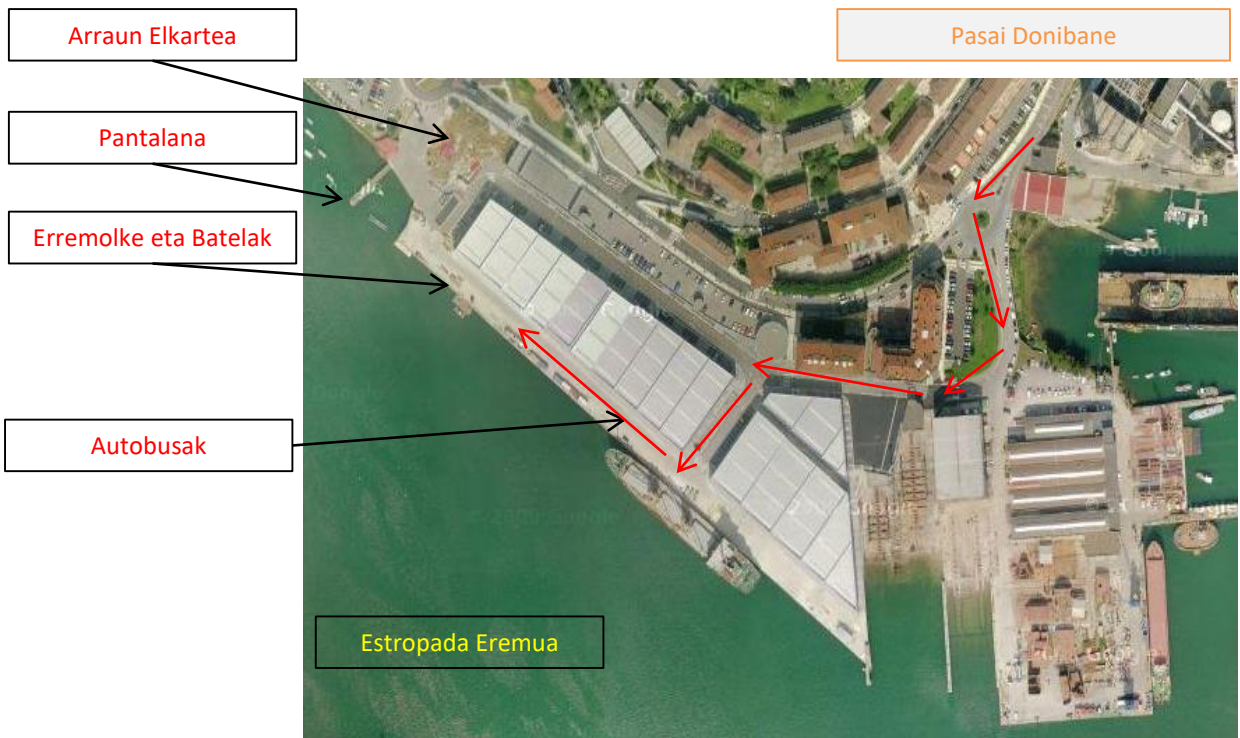 Arraun Elkartea
Pasai Donibane
Pantalana
Erremolke eta Batelak
Autobusak
Estropada Eremua